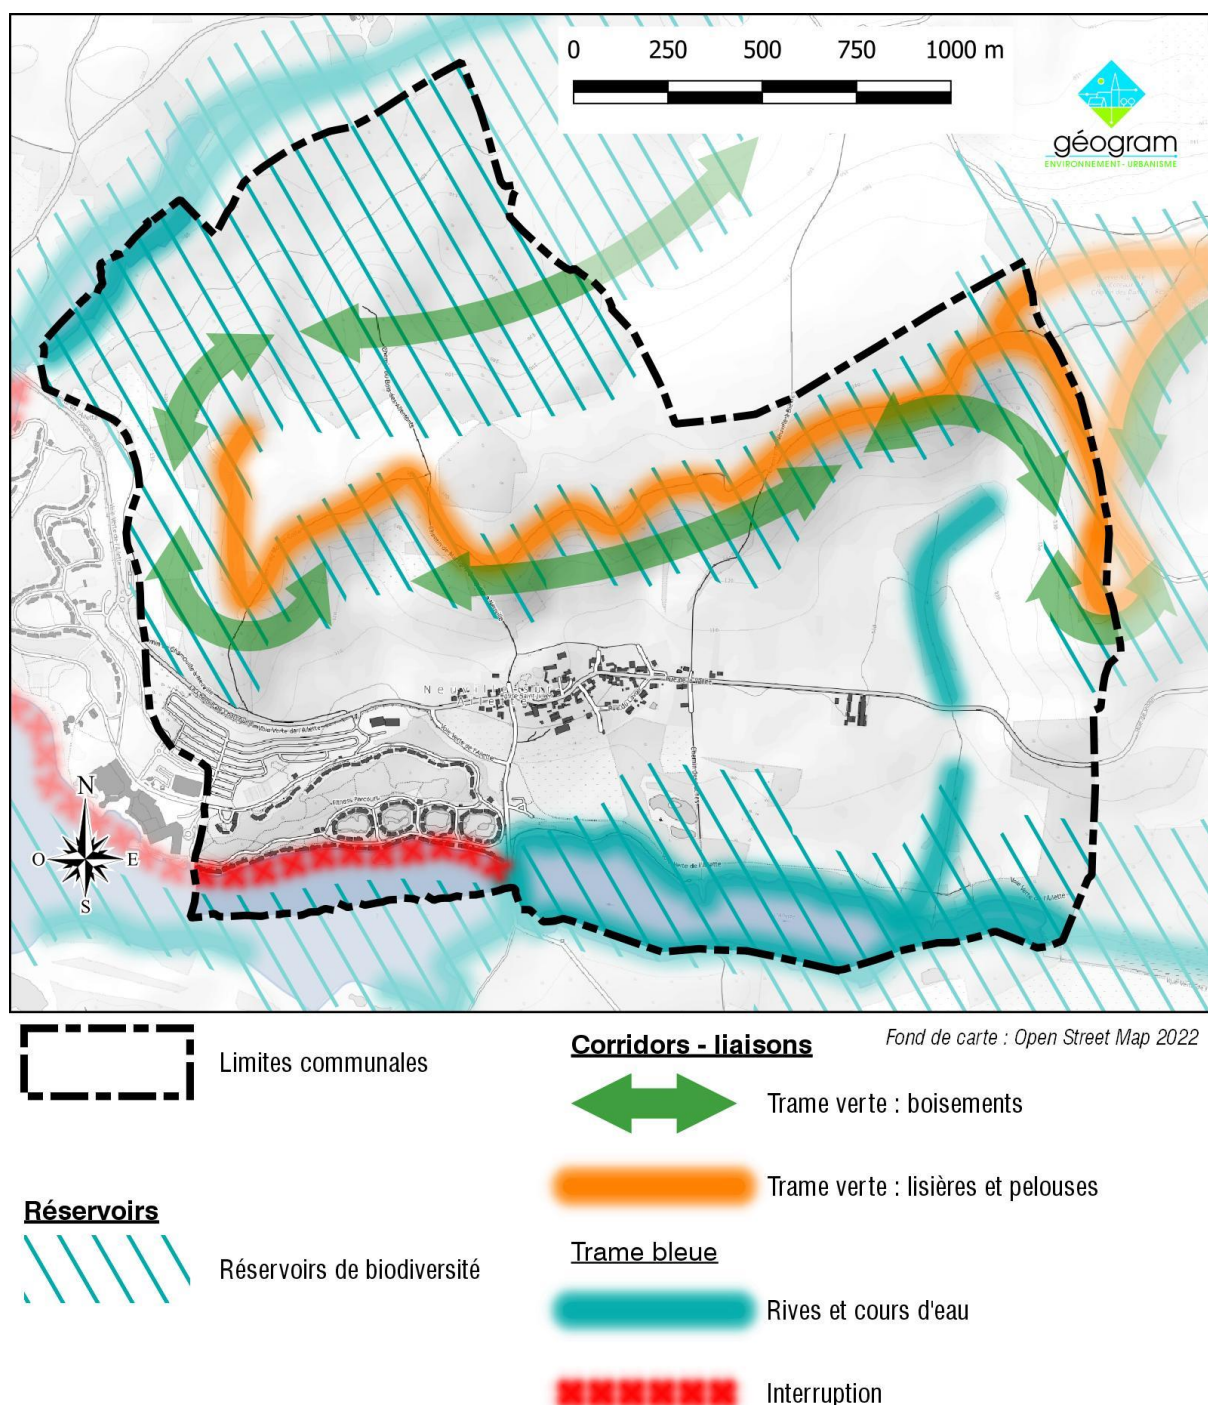 0 250 500 750 1000 m
géogram
ENVIRONNEMENT - URBANISME
N
O E
S
Limites communales
Réservoirs
Réservoirs de biodiversité
Fond de carte : Open Street Map 2022
Corridors - liaisons
Trame verte : boisements
Trame verte : lisières et pelouses
Trame bleue
Rives et cours d'eau
Interruption